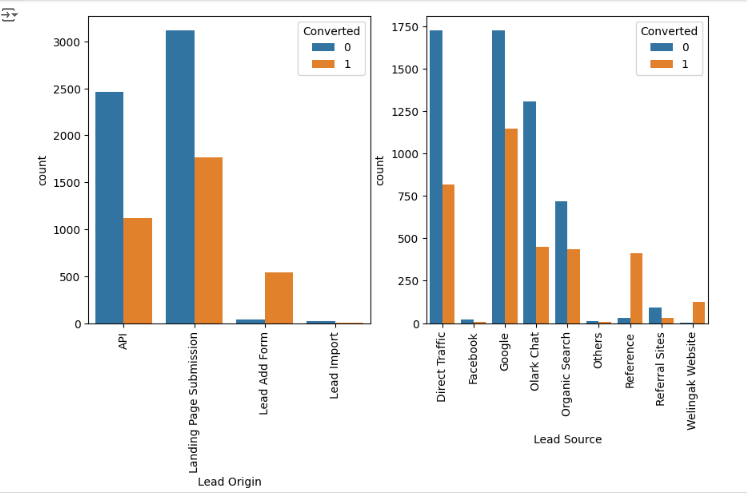 Converted
0
1
3000
2500
2000
1500
1000
500
0
count
API
Landing Page Submission
Lead Add Form
Lead Import
Lead Origin
Converted
0
1
1750
1500
1250
1000
750
500
250
0
count
Direct Traffic
Facebook
Google
Olark Chat
Organic Search
Others
Reference
Referral Sites
Welingak Website
Lead Source